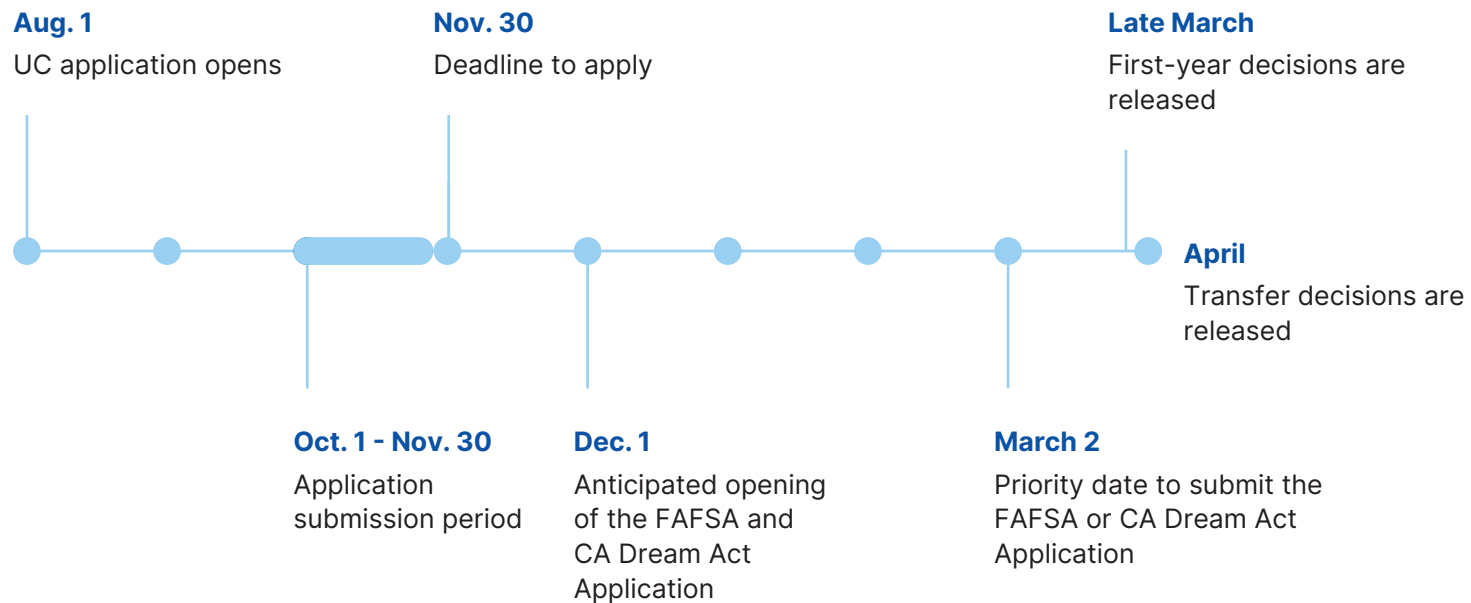 Aug. 1
UC application opens
Nov. 30
Deadline to apply
Late March
First-year decisions are
released
April
Transfer decisions are
released
Oct. 1 - Nov. 30
Application
submission period
Dec. 1
Anticipated opening
of the FAFSA and
CA Dream Act
Application
March 2
Priority date to submit the
FAFSA or CA Dream Act
Application